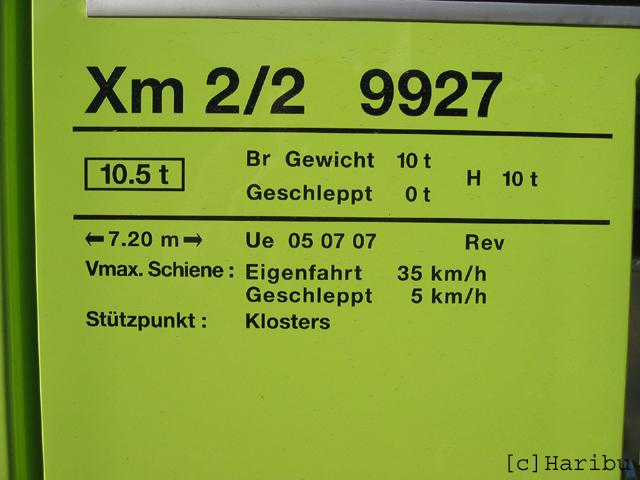 Xm 2/2 9927
10.5 t
Br Gewicht 10 t
Geschleppt 0 t
H 10 t
←7.20 m→ Ue 05 07 07 Rev
Vmax. Schiene : Eigenfahrt 35 km/h
Geschleppt 5 km/h
Stützpunkt : Klosters
[c]Haribu